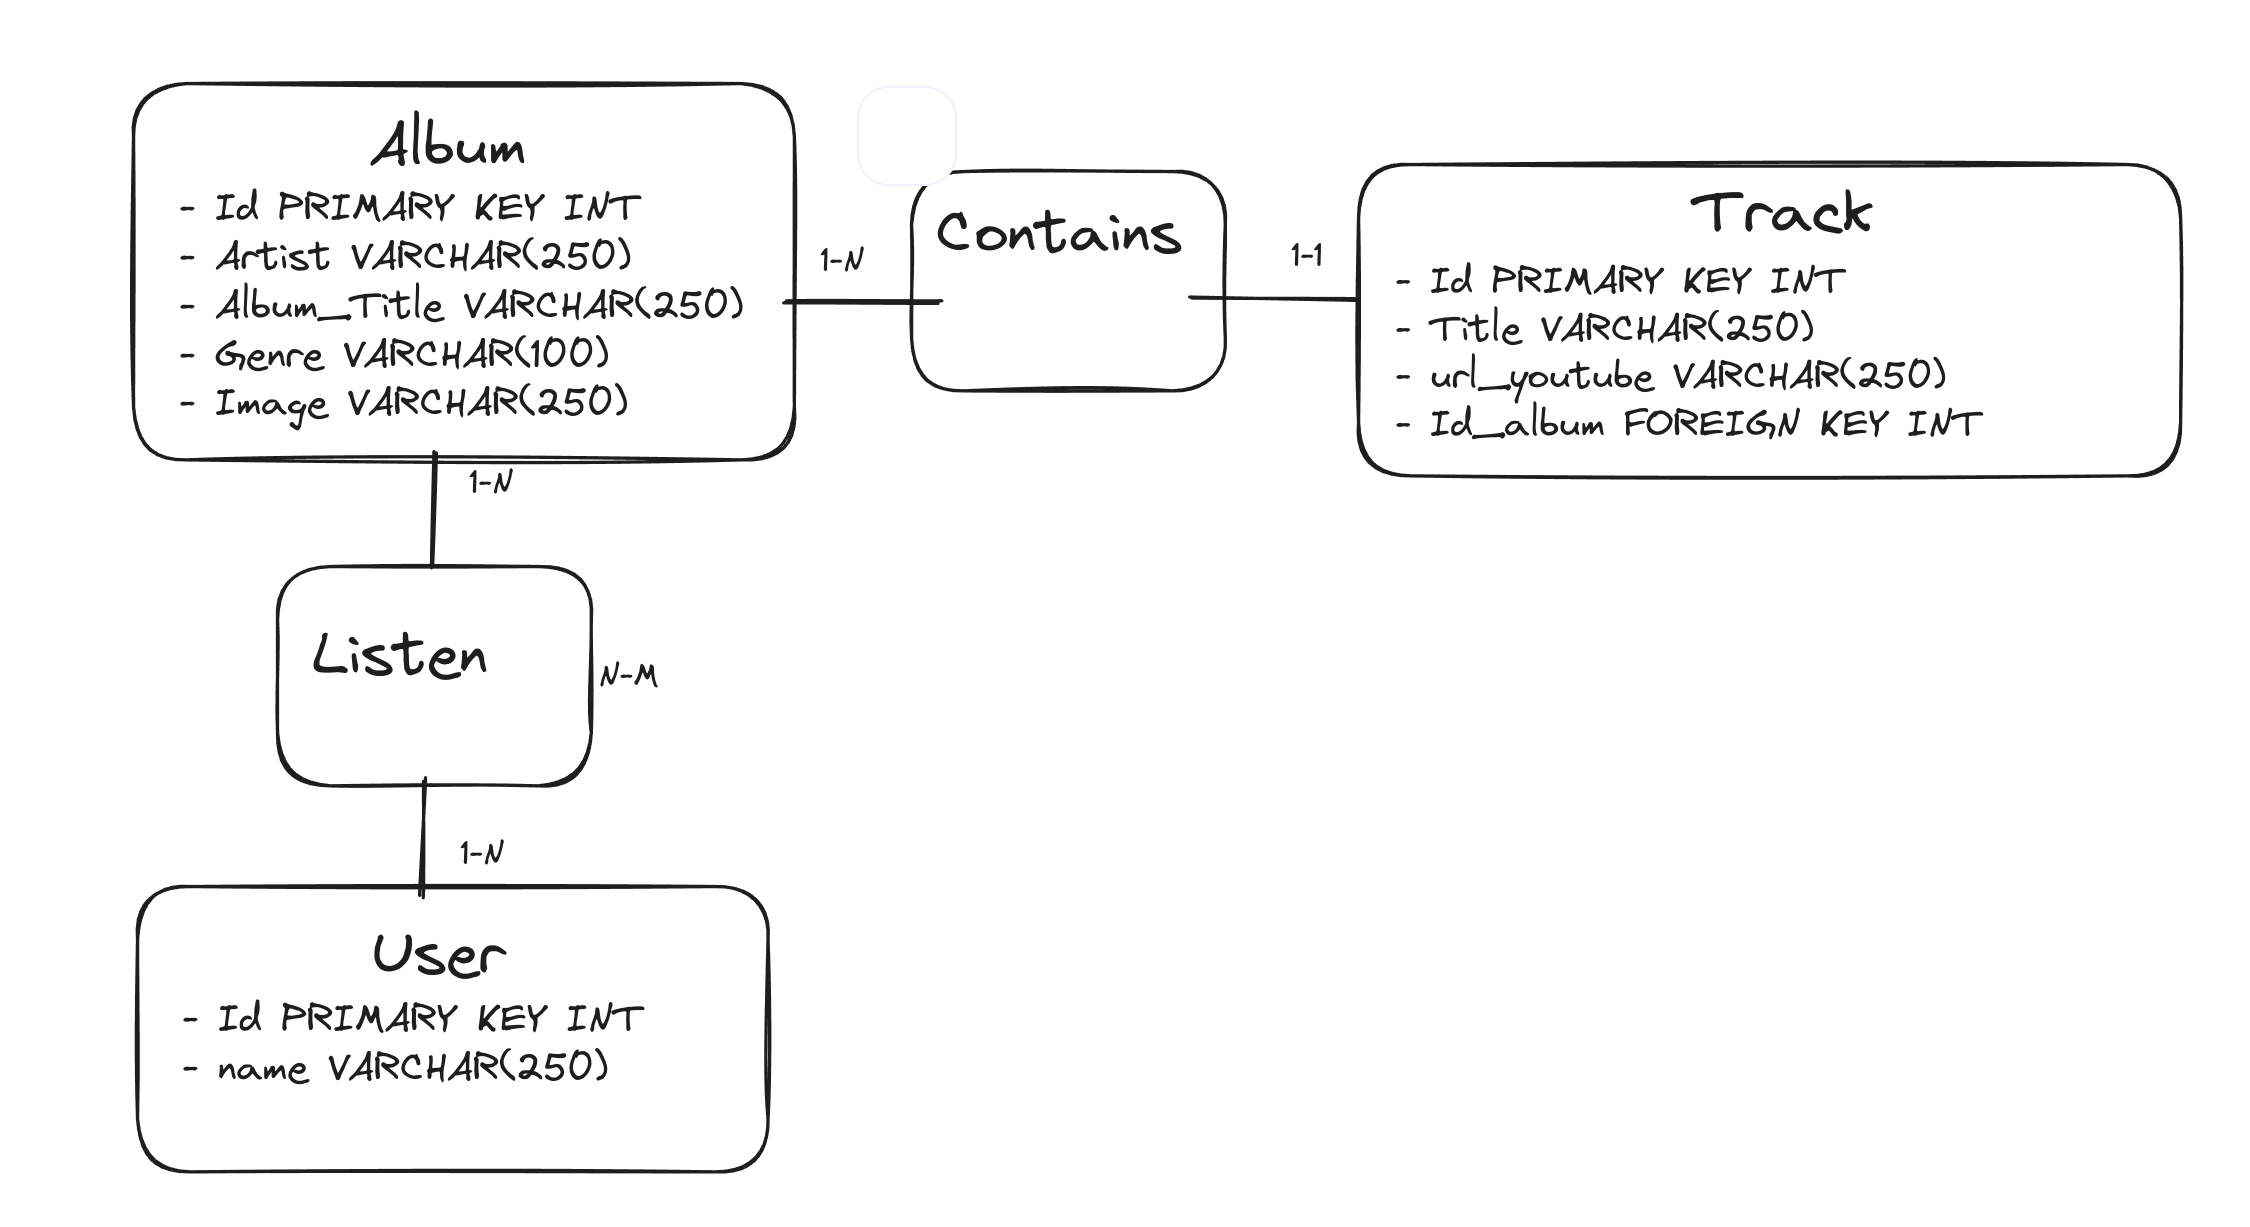 Album
- Id PRIMARY KEY INT
- Artist VARCHAR(250)
- Album_Title VARCHAR(250)
- Genre VARCHAR(100)
- Image VARCHAR(250)
1-N
Contains
1-1
Track
- Id PRIMARY KEY INT
- Title VARCHAR(250)
- url_youtube VARCHAR(250)
- Id_album FOREIGN KEY INT
1-N
Listen
N-M
1-N
User
- Id PRIMARY KEY INT
- name VARCHAR(250)